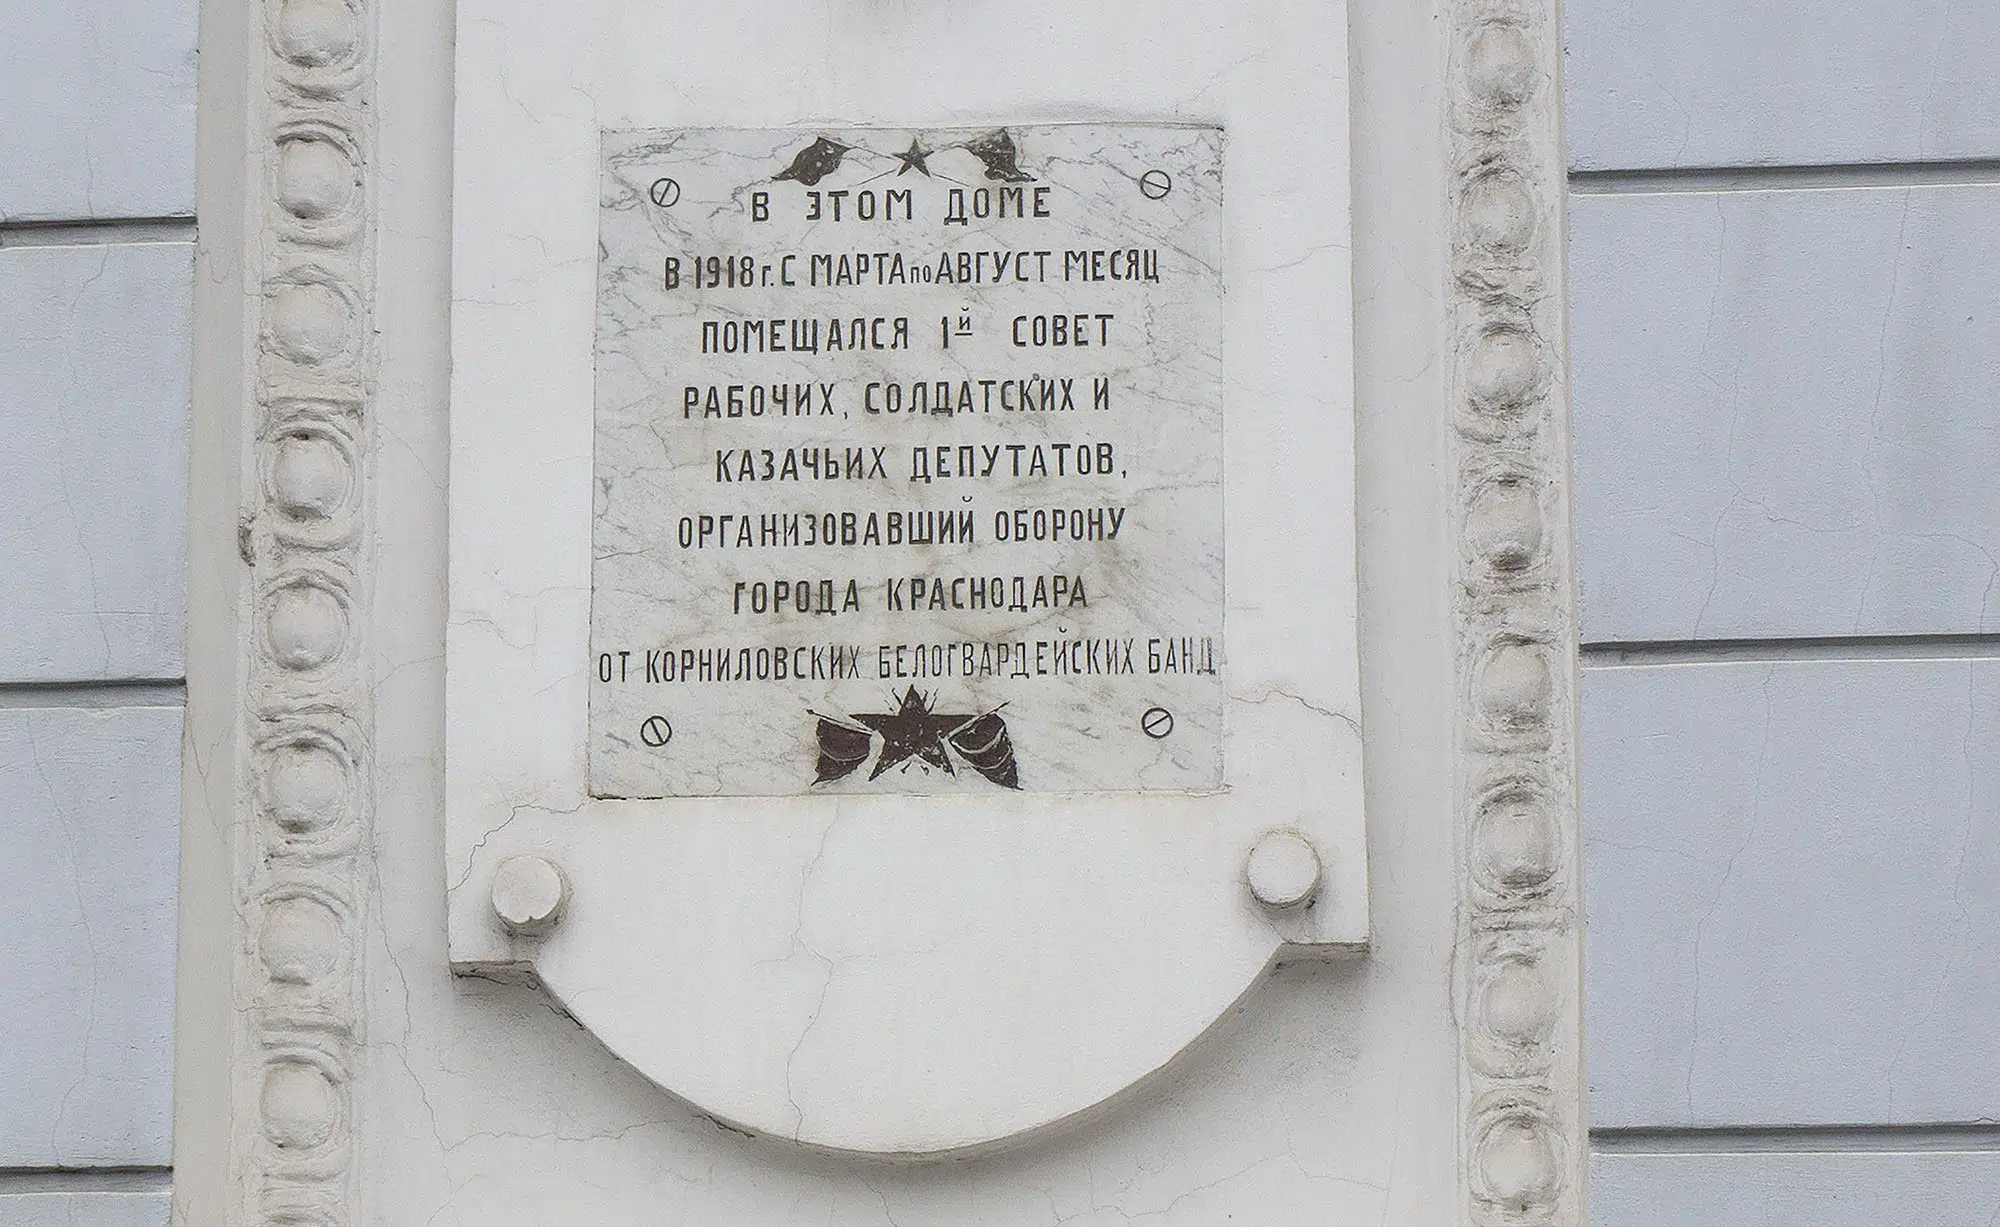 В ЭТОМ ДОМЕ
В 1918 г. С МАРТА по АВГУСТ МЕСЯЦ
ПОМЕЩАЛСЯ 1й СОВЕТ
РАБОЧИХ, СОЛДАТСКИХ И
КАЗАЧЬИХ ДЕПУТАТОВ,
ОРГАНИЗОВАВШИЙ ОБОРОНУ
ГОРОДА КРАСНОДАРА
ОТ КОРНИЛОВСКИХ БЕЛОГВАРДЕЙСКИХ БАНД